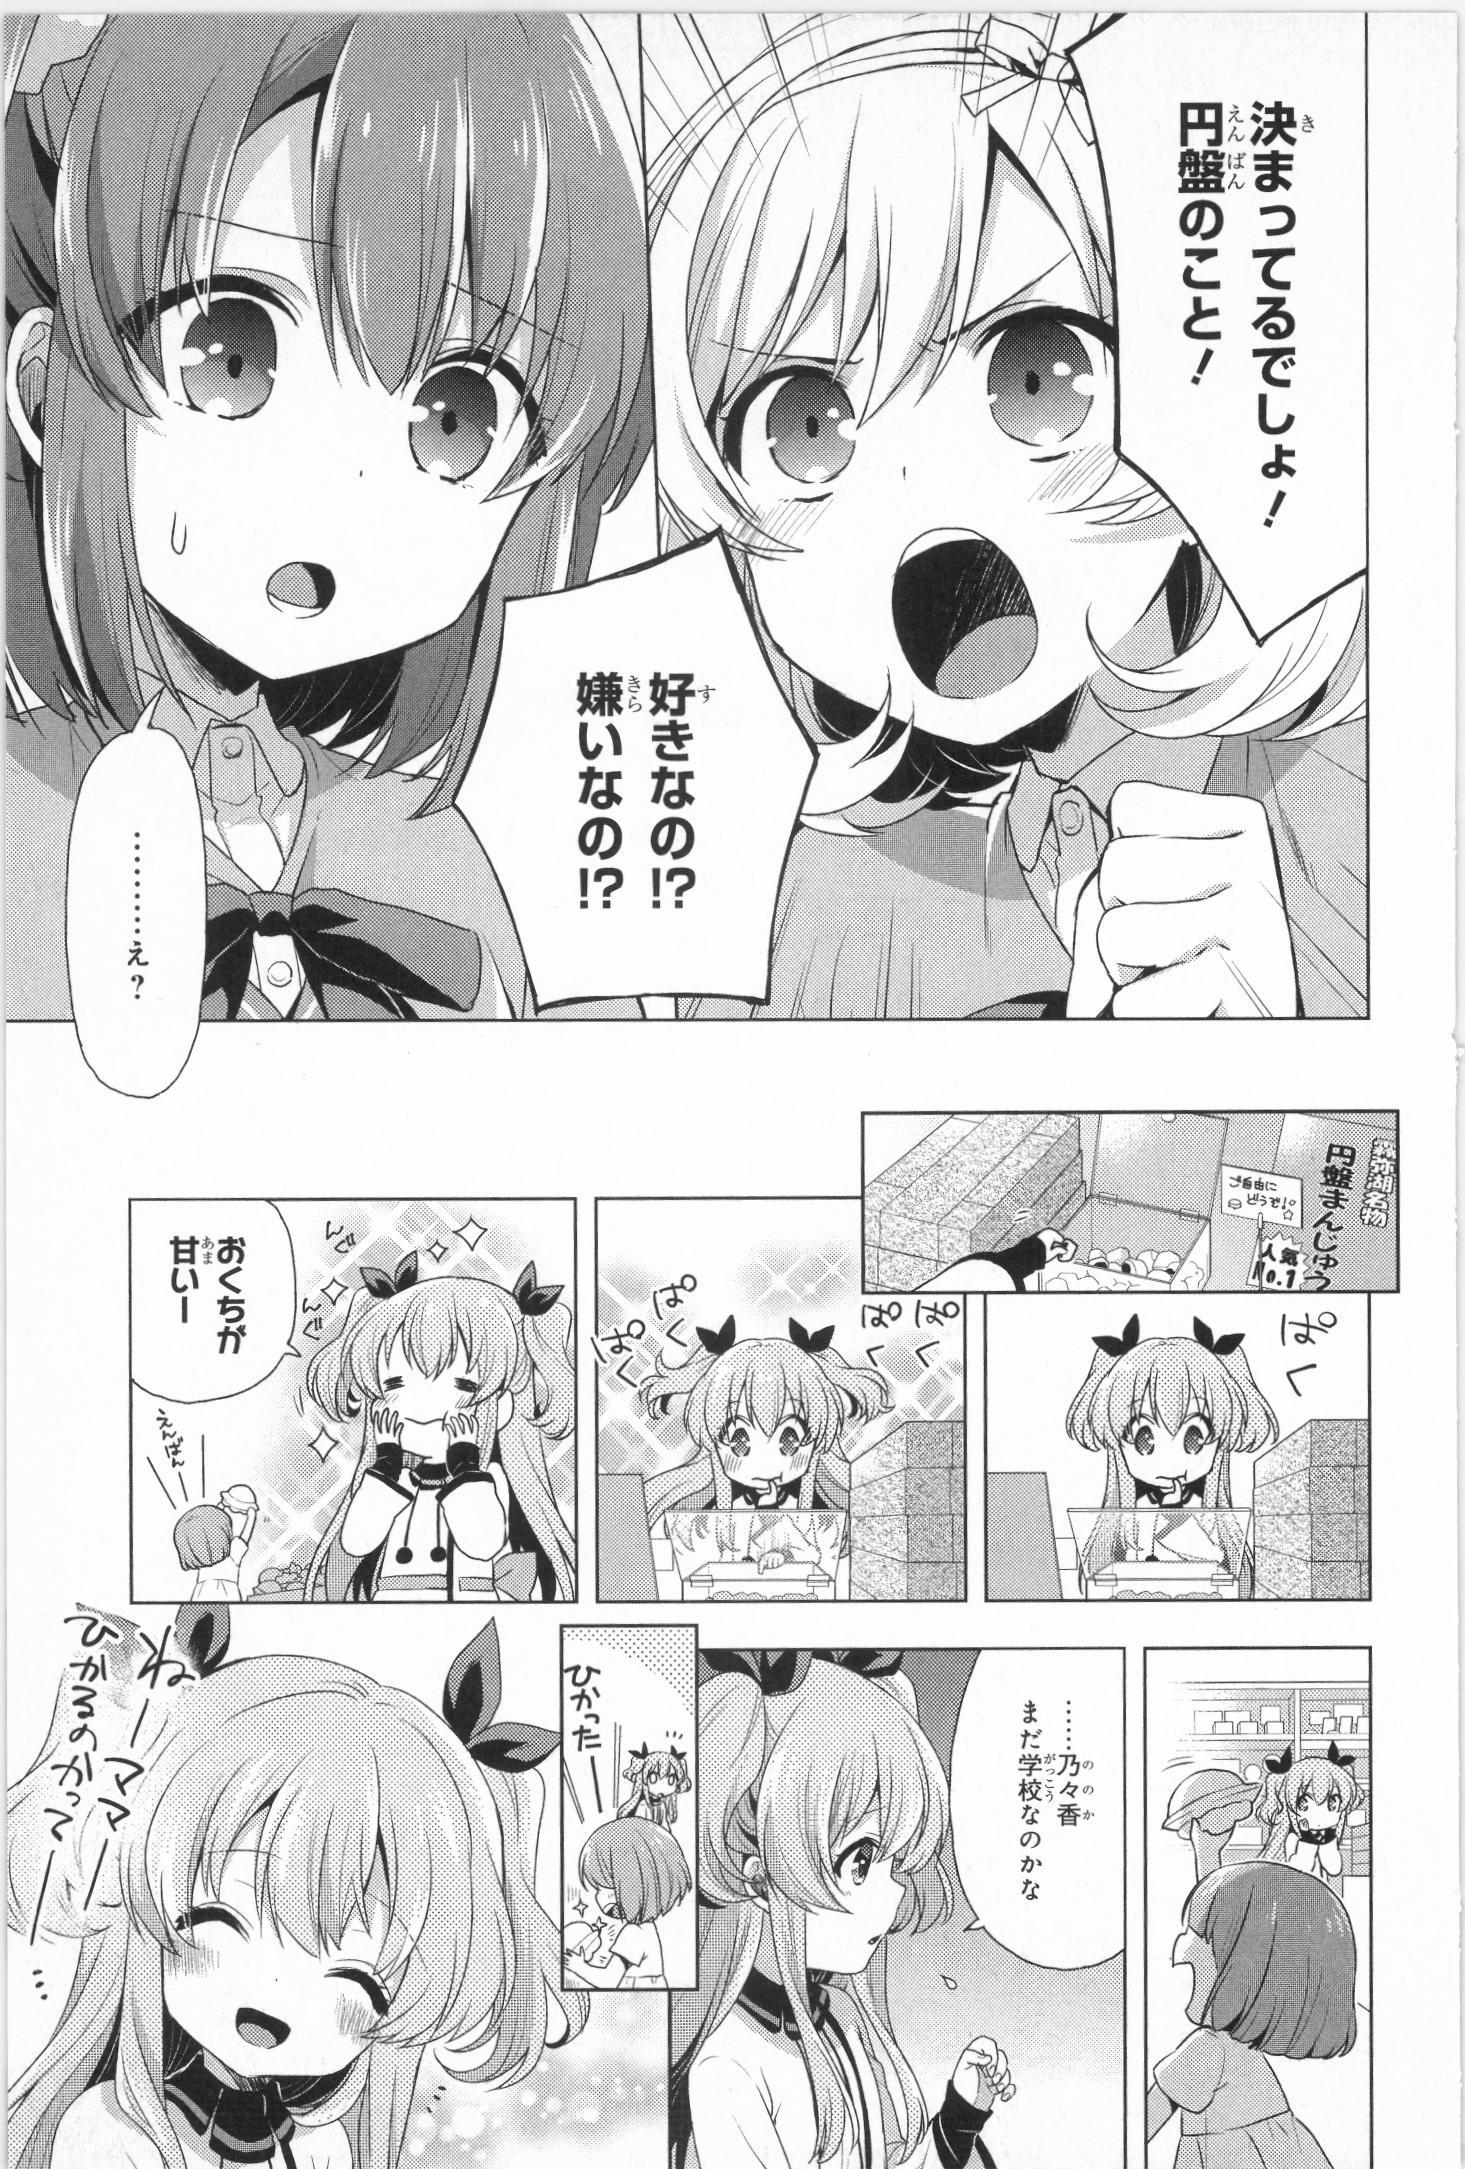 決まってるでしょ!
円盤のこと!
好きなの!?
嫌いなの!?
………え?
霧弥湖名物
円盤まんじゅう
ご自由に
どうぞ!☆
人気
No.1
ぱく
ぱく
ぱく
ぱく
ぱく
んぐ
んぐ
おくちが
甘いー
えんばん
……乃々香
まだ学校なのかな
ひかったー
ねーママー
ひかるのかってー